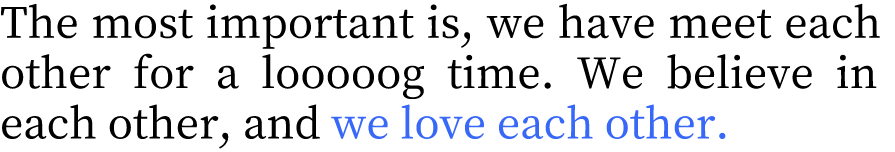 The most important is, we have meet each
other for a looooog time. We believe in
each other, and we love each other.